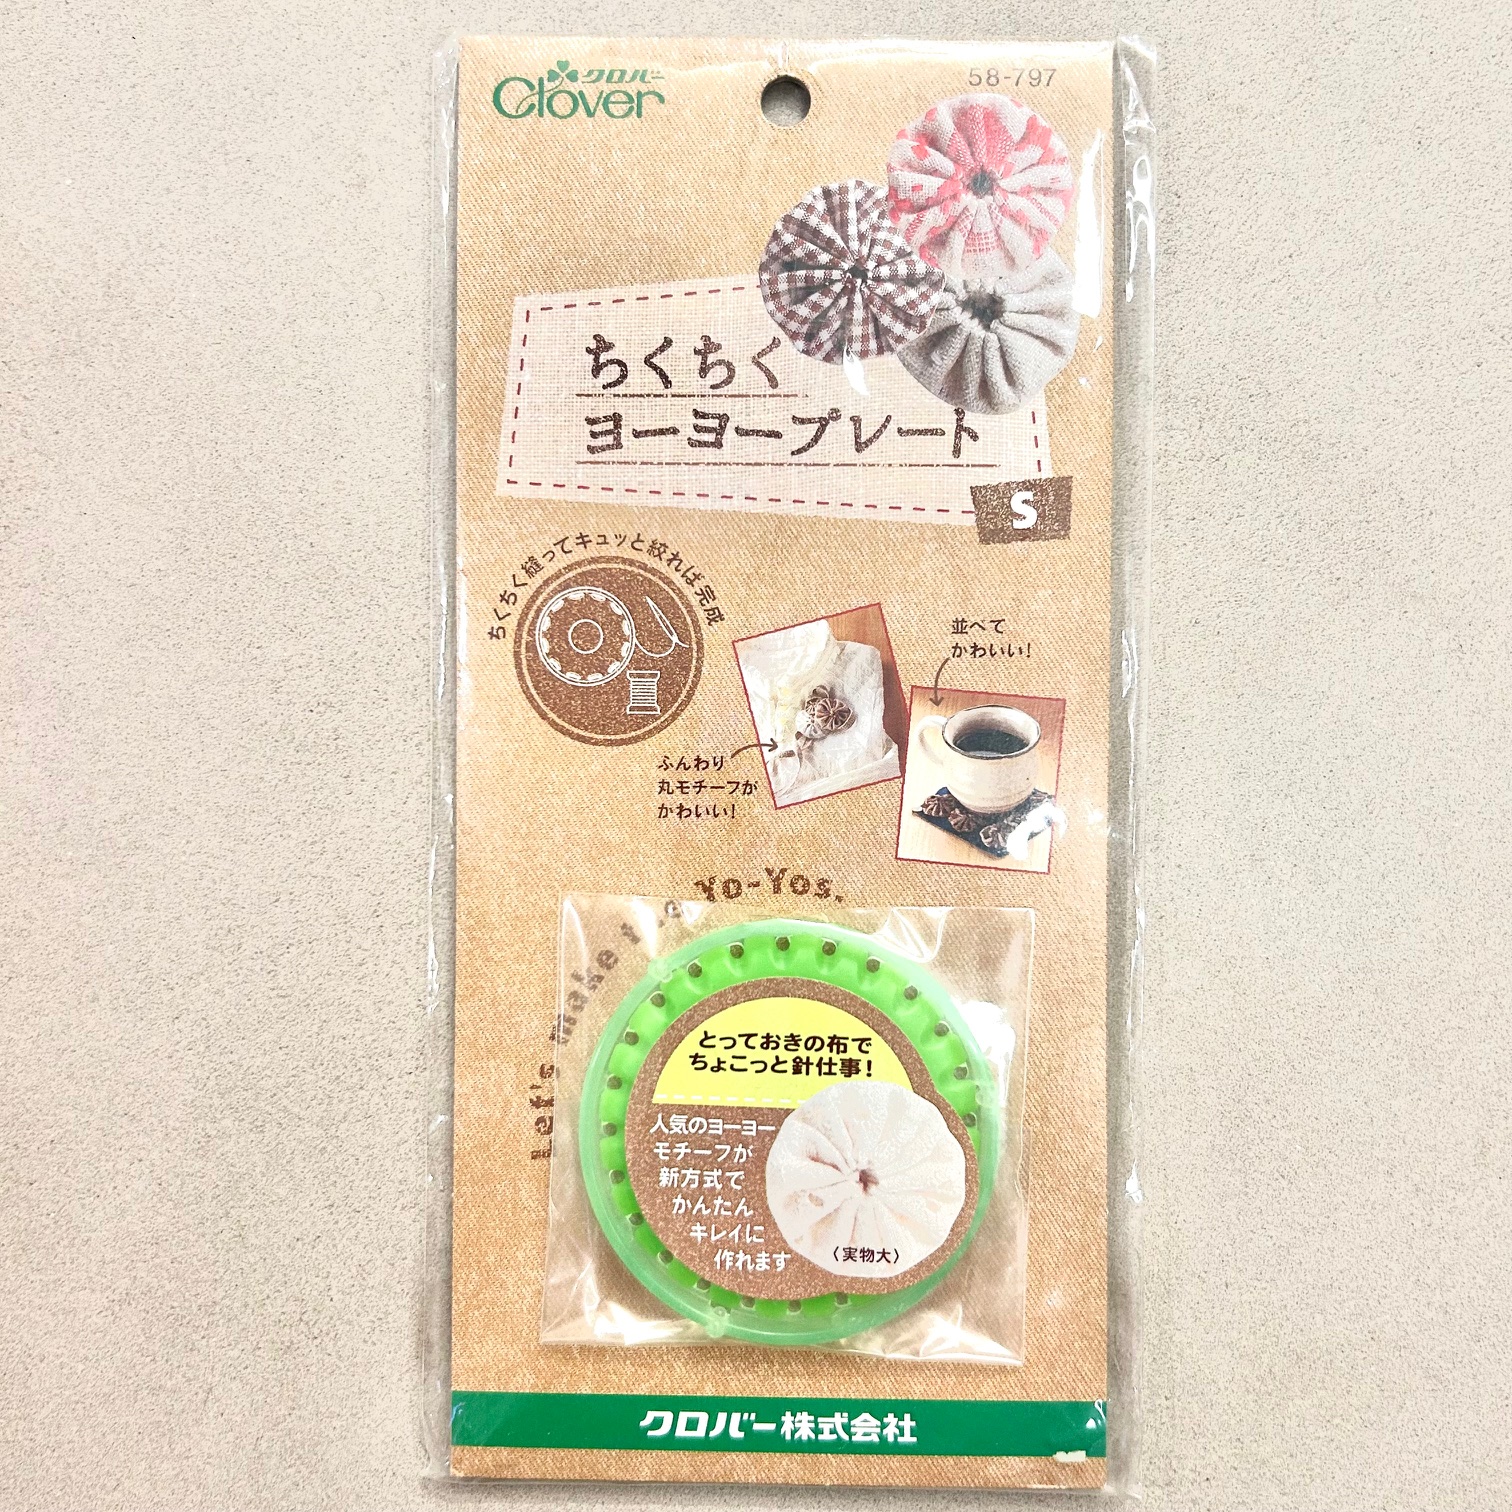 クロバー
Clover
58-797
ちくちく
ヨーヨープレート
S
ちくちく縫ってキュッと絞れば完成
並べて
かわいい!
ふんわり
丸モチーフが
かわいい!
Let's make Yo-Yos.
とっておきの布で
ちょこっと針仕事!
人気のヨーヨー
モチーフが
新方式で
かんたん
キレイに
作れます
〈実物大〉
クロバー株式会社